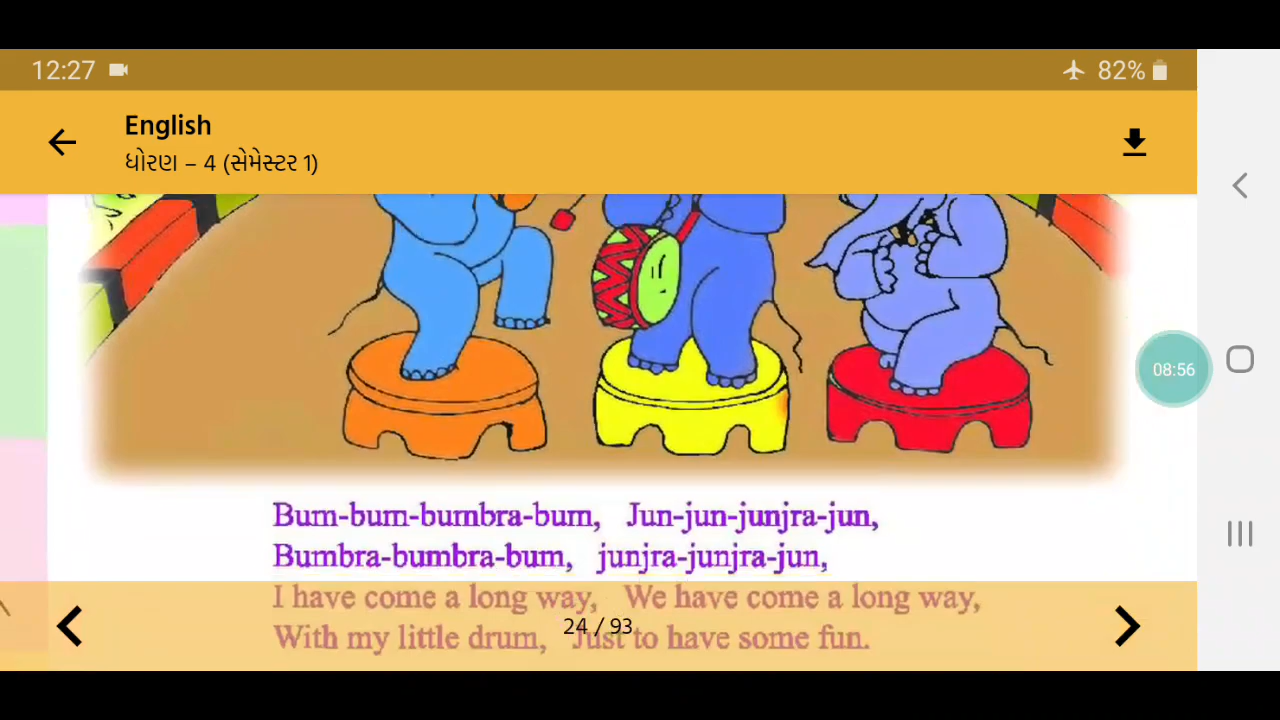 12:27 82%
English
ધોરણ – 4 (સેમેસ્ટર 1)
08:56
Bum-bum-bumbra-bum, Jun-jun-junjra-jun,
Bumbra-bumbra-bum, junjra-junjra-jun,
I have come a long way, We have come a long way,
24 / 93
With my little drum, Just to have some fun.